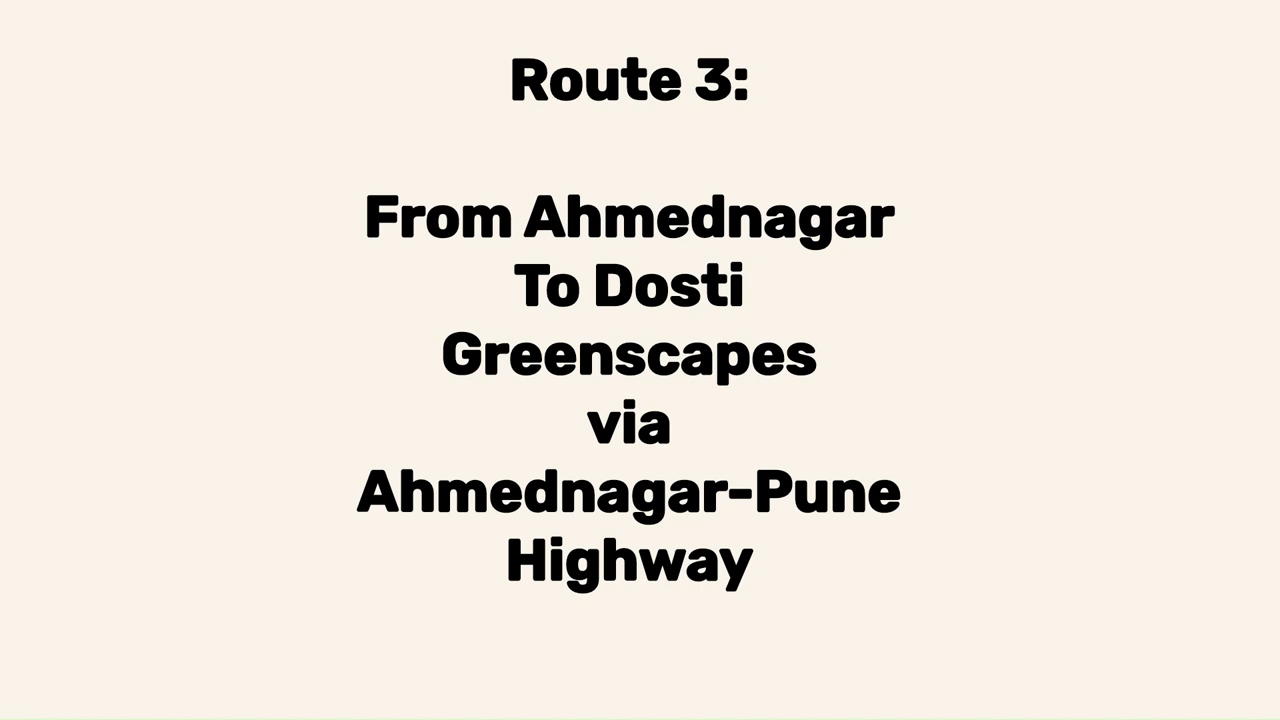 Route 3:
From Ahmednagar
To Dosti
Greenscapes
via
Ahmednagar-Pune
Highway